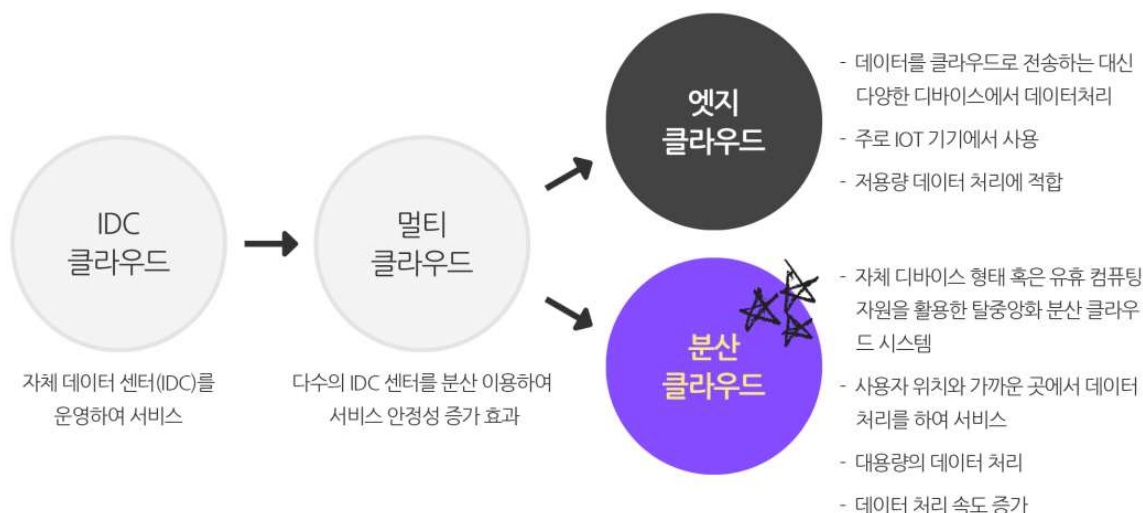 IDC
클라우드
자체 데이터 센터(IDC)를
운영하여 서비스
멀티
클라우드
다수의 IDC 센터를 분산 이용하여
서비스 안정성 증가 효과
엣지
클라우드
- 데이터를 클라우드로 전송하는 대신
다양한 디바이스에서 데이터처리
- 주로 IOT 기기에서 사용
- 저용량 데이터 처리에 적합
분산
클라우드
- 자체 디바이스 형태 혹은 유휴 컴퓨팅
자원을 활용한 탈중앙화 분산 클라우
드 시스템
- 사용자 위치와 가까운 곳에서 데이터
처리를 하여 서비스
- 대용량의 데이터 처리
- 데이터 처리 속도 증가